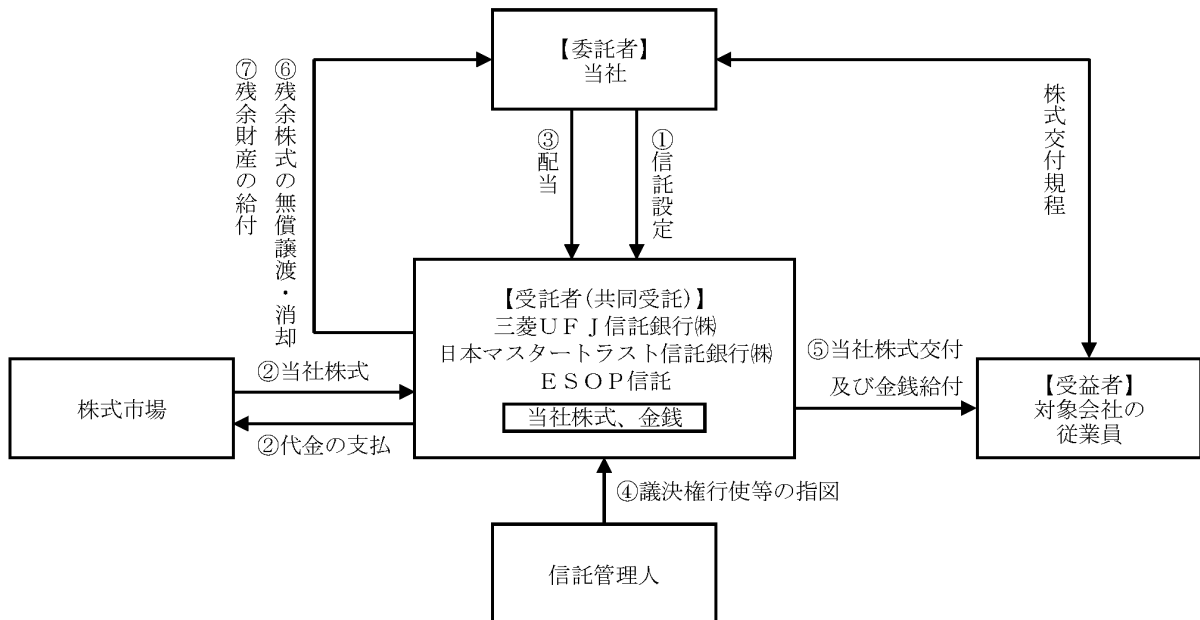 【委託者】
当社
⑦残余財産の給付
⑥残余株式の無償譲渡・消却
③配当
①信託設定
株式交付規程
【受託者(共同受託)】
三菱UFJ信託銀行㈱
日本マスタートラスト信託銀行㈱
ESOP信託
当社株式、金銭
株式市場
②当社株式
②代金の支払
⑤当社株式交付
及び金銭給付
【受益者】
対象会社の
従業員
④議決権行使等の指図
信託管理人